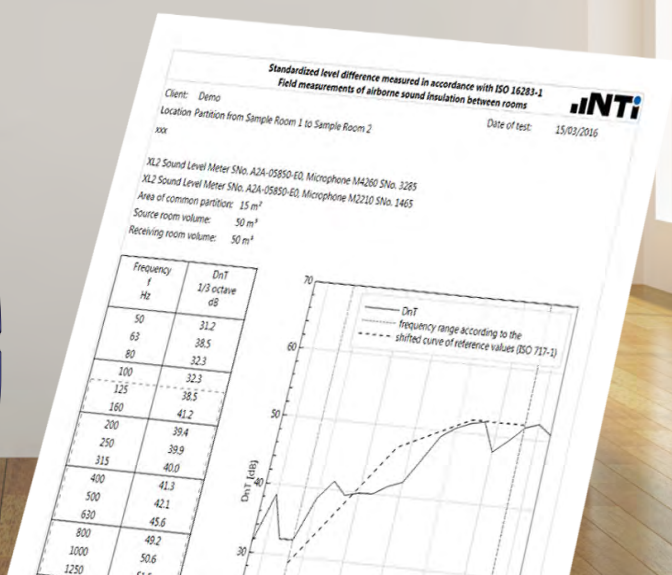 Standardized level difference measured in accordance with ISO 16283-1
Field measurements of airborne sound insulation between rooms
NTi
Client: Demo
Date of test: 15/03/2016
Location Partition from Sample Room 1 to Sample Room 2
xxx
XL2 Sound Level Meter SNo. A2A-05850-E0, Microphone M4260 SNo. 3285
XL2 Sound Level Meter SNo. A2A-05850-E0, Microphone M2210 SNo. 1465
Area of common partition: 15 m²
Source room volume: 50 m³
Receiving room volume: 50 m³
Frequency
f
Hz
DnT
1/3 octave
dB
50 31.2
63 38.5
80 32.3
100 32.3
125 38.5
160 41.2
200 39.4
250 39.9
315 40.0
400 41.3
500 42.1
630 45.6
800 49.2
1000 50.6
1250
DnT
frequency range according to the
shifted curve of reference values (ISO 717-1)
70
60
50
40
30
DnT [dB]